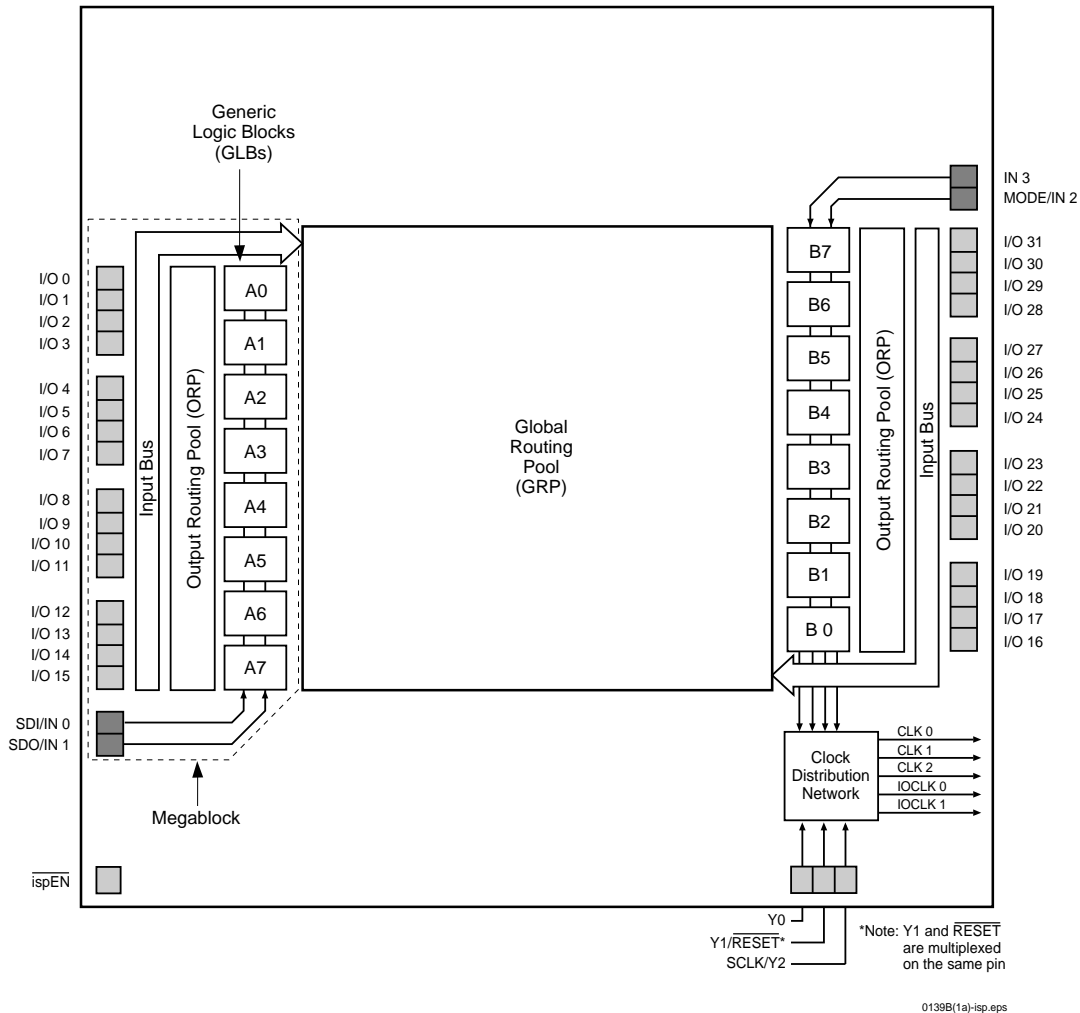 Generic
Logic Blocks
(GLBs)
IN 3
MODE/IN 2
I/O 0
I/O 1
I/O 2
I/O 3
I/O 4
I/O 5
I/O 6
I/O 7
I/O 8
I/O 9
I/O 10
I/O 11
I/O 12
I/O 13
I/O 14
I/O 15
SDI/IN 0
SDO/IN 1
Input Bus
Output Routing Pool (ORP)
A0
A1
A2
A3
A4
A5
A6
A7
Megablock
Global
Routing
Pool
(GRP)
B7
B6
B5
B4
B3
B2
B1
B 0
Output Routing Pool (ORP)
Input Bus
I/O 31
I/O 30
I/O 29
I/O 28
I/O 27
I/O 26
I/O 25
I/O 24
I/O 23
I/O 22
I/O 21
I/O 20
I/O 19
I/O 18
I/O 17
I/O 16
Clock
Distribution
Network
CLK 0
CLK 1
CLK 2
IOCLK 0
IOCLK 1
ispEN
Y0
Y1/RESET*
SCLK/Y2
*Note: Y1 and RESET
are multiplexed
on the same pin
0139B(1a)-isp.eps